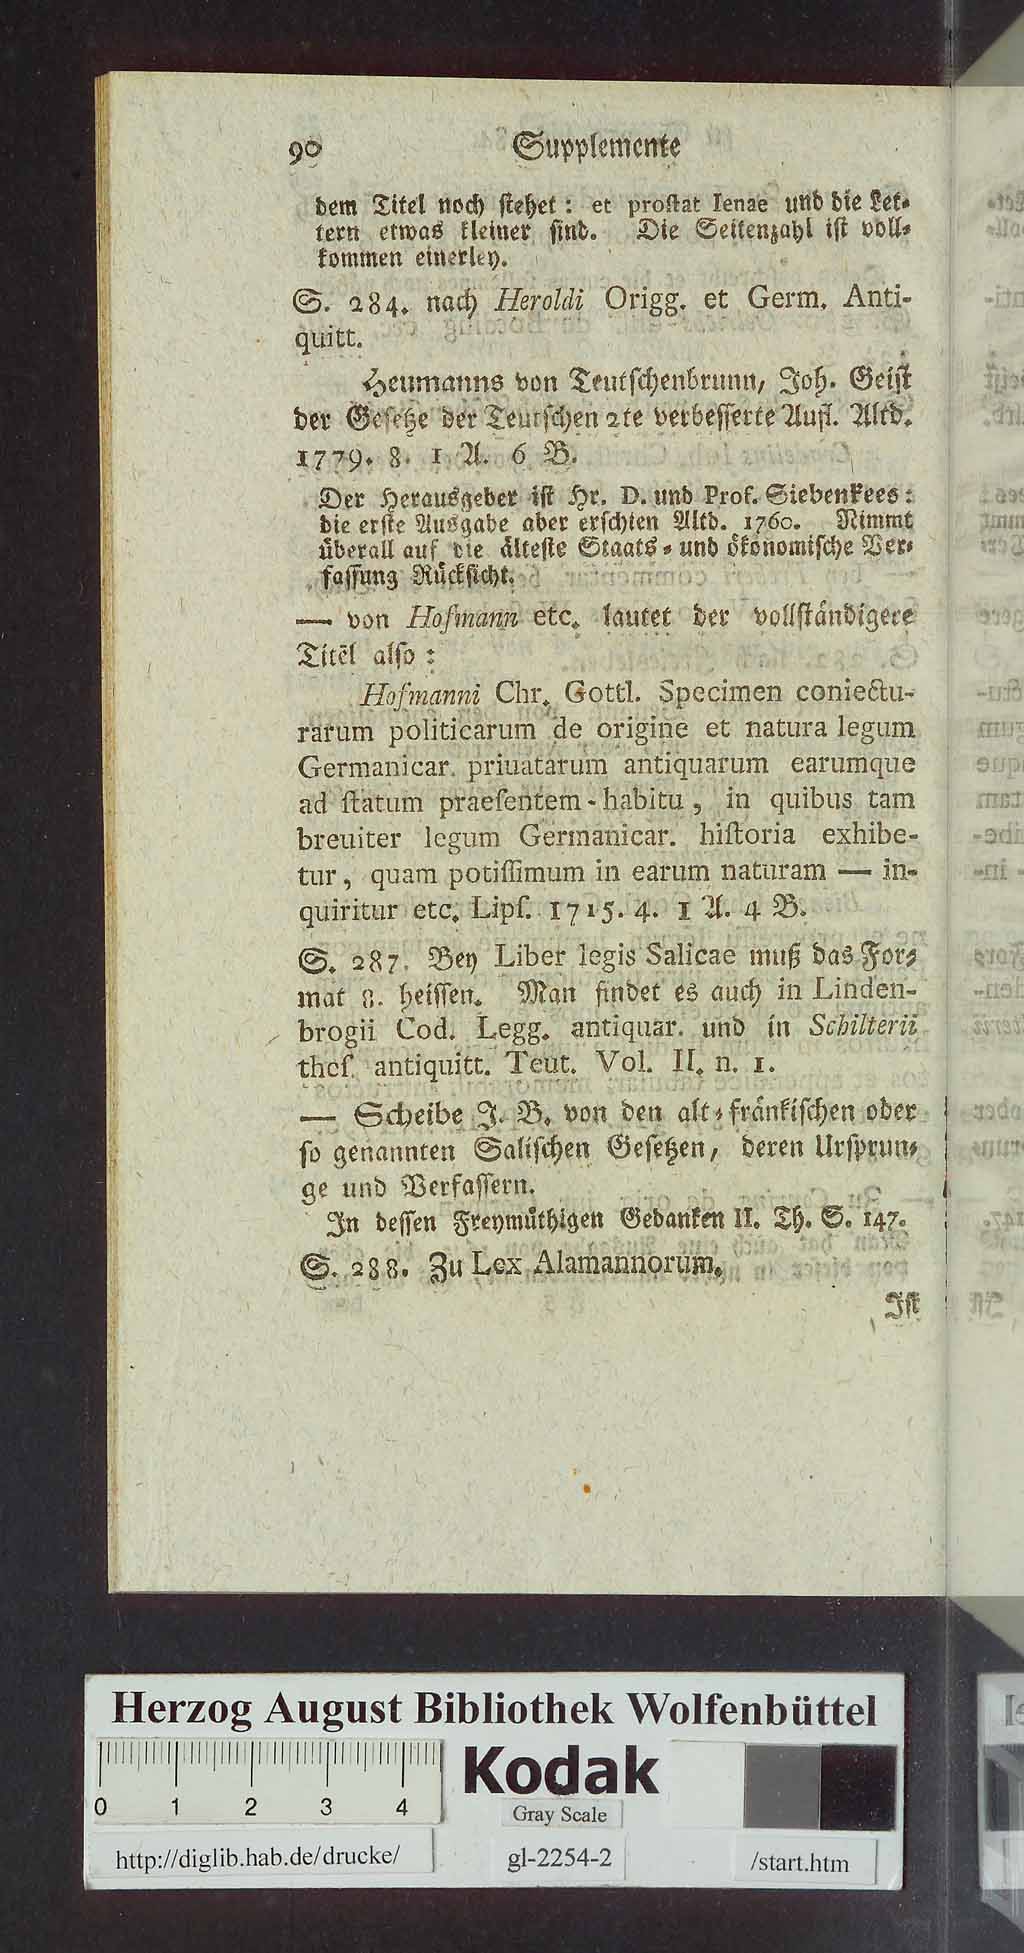 90 Supplemente
dem Titel noch stehet: et prostat Ienae und die Let-
tern etwas kleiner sind. Die Seitenzahl ist voll-
kommen einerley.
S. 284. nach Heroldi Origg. et Germ. Anti-
quitt.
Heumanns von Teutschenbrunn, Joh. Geist
der Gesetze der Teutschen 2te verbesserte Aufl. Altd.
1779. 8. 1 A. 6 B.
Der Herausgeber ist Hr. D. und Prof. Siebenkees:
die erste Ausgabe aber erschien Altd. 1760. Nimmt
überall auf die älteste Staats- und ökonomische Ver-
fassung Rücksicht.
— von Hofmann etc. lautet der vollständigere
Titel also:
Hofmanni Chr. Gottl. Specimen coniectu-
rarum politicarum de origine et natura legum
Germanicar. priuatarum antiquarum earumque
ad ſtatum praeſentem - habitu, in quibus tam
breuiter legum Germanicar. hiſtoria exhibe-
tur, quam potiſſimum in earum naturam — in-
quiritur etc. Lipſ. 1715. 4. 1 A. 4 B.
S. 287. Bey Liber legis Salicae muß das For-
mat 8. heissen. Man findet es auch in Linden-
brogii Cod. Legg. antiquar. und in Schilterii
theſ. antiquitt. Teut. Vol. II. n. 1.
— Scheibe J. B. von den alt-fränkischen oder
so genannten Salischen Gesetzen, deren Ursprun-
ge und Verfassern.
In dessen Freymüthigen Gedanken II. Th. S. 147.
S. 288. Zu Lex Alamannorum.
Ist
Herzog August Bibliothek Wolfenbüttel
Kodak
0 1 2 3 4
Gray Scale
http://diglib.hab.de/drucke/ gl-2254-2 /start.htm